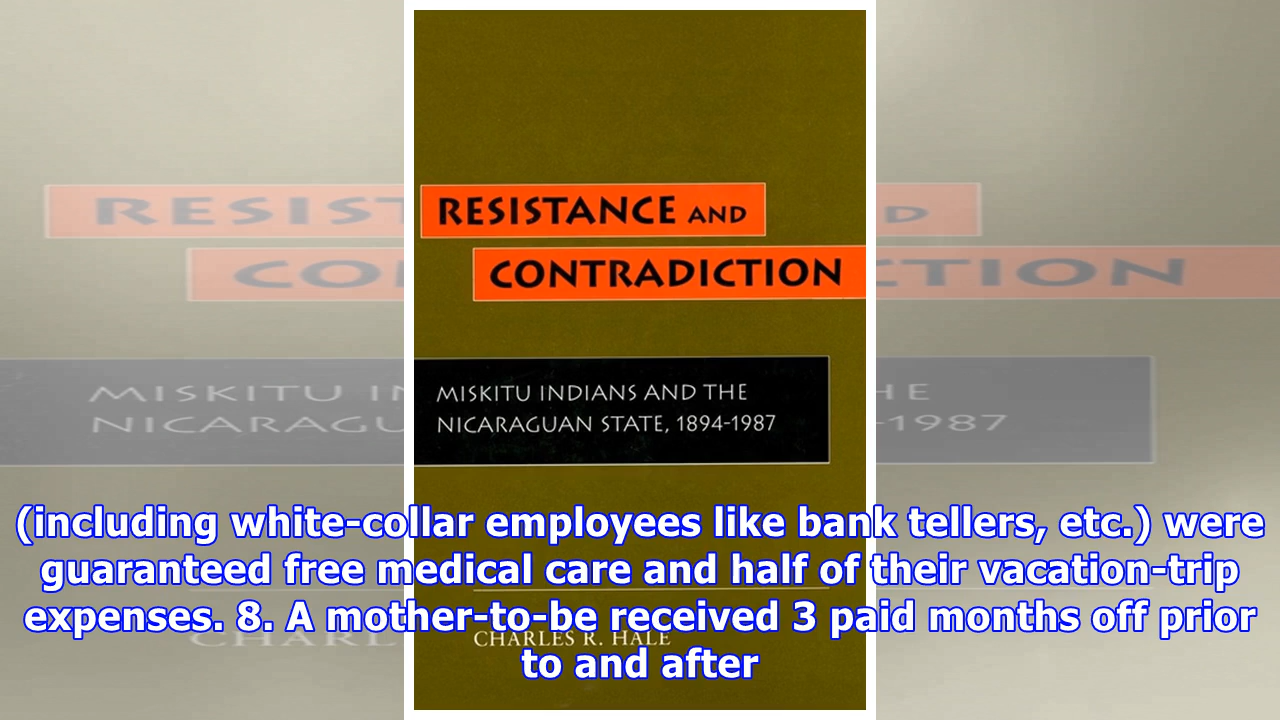 RESISTANCE AND
CONTRADICTION
MISKITU INDIANS AND THE
NICARAGUAN STATE, 1894-1987
(including white-collar employees like bank tellers, etc.) were
guaranteed free medical care and half of their vacation-trip
expenses. 8. A mother-to-be received 3 paid months off prior
CHARLES R. HALE
to and after